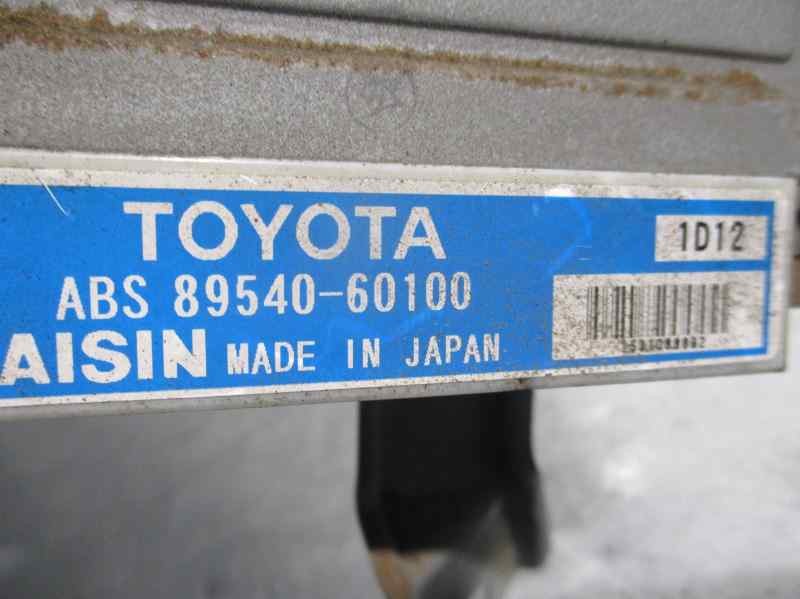 TOYOTA
1D12
ABS 89540-60100
AISIN MADE IN JAPAN